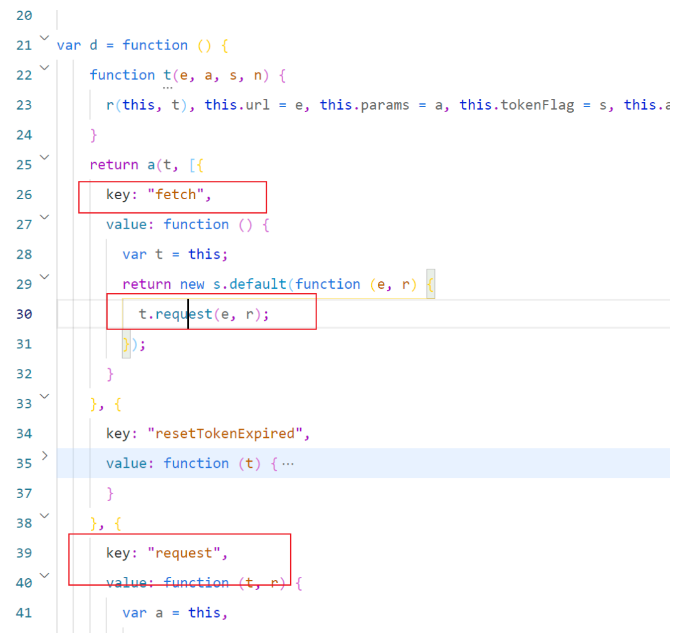 20
21 var d = function () {
22 function t(e, a, s, n) {
23 r(this, t), this.url = e, this.params = a, this.tokenFlag = s, this.a
24 }
25 return a(t, [{
26 key: "fetch",
27 value: function () {
28 var t = this;
29 return new s.default(function (e, r) {
30 t.request(e, r);
31 });
32 }
33 }, {
34 key: "resetTokenExpired",
35 value: function (t) { ···
37 }
38 }, {
39 key: "request",
40 value: function (t, r) {
41 var a = this,